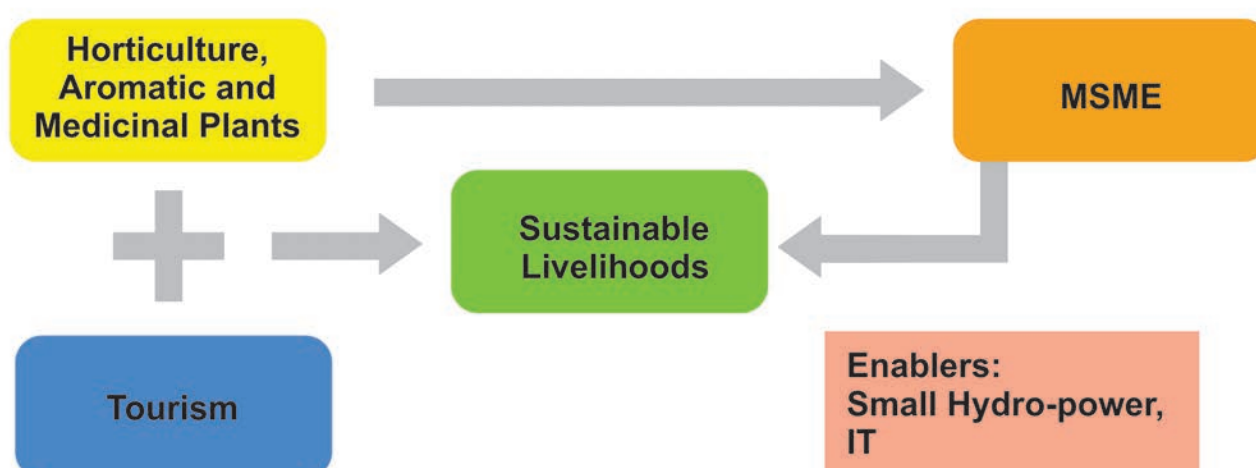 Horticulture,
Aromatic and
Medicinal Plants
MSME
Sustainable
Livelihoods
Tourism
Enablers:
Small Hydro-power,
IT